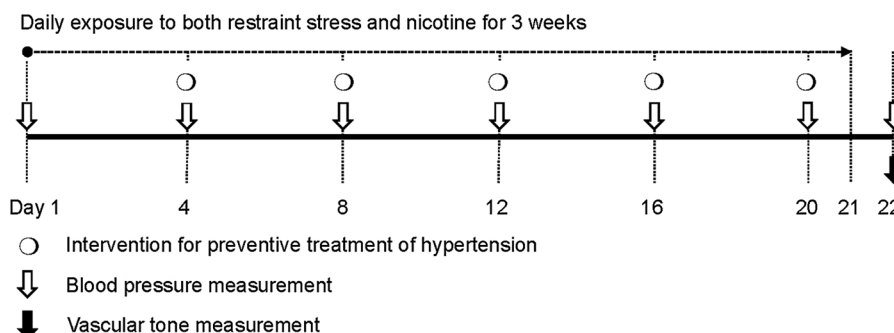 Daily exposure to both restraint stress and nicotine for 3 weeks
Day 1 4 8 12 16 20 21 22
Intervention for preventive treatment of hypertension
Blood pressure measurement
Vascular tone measurement